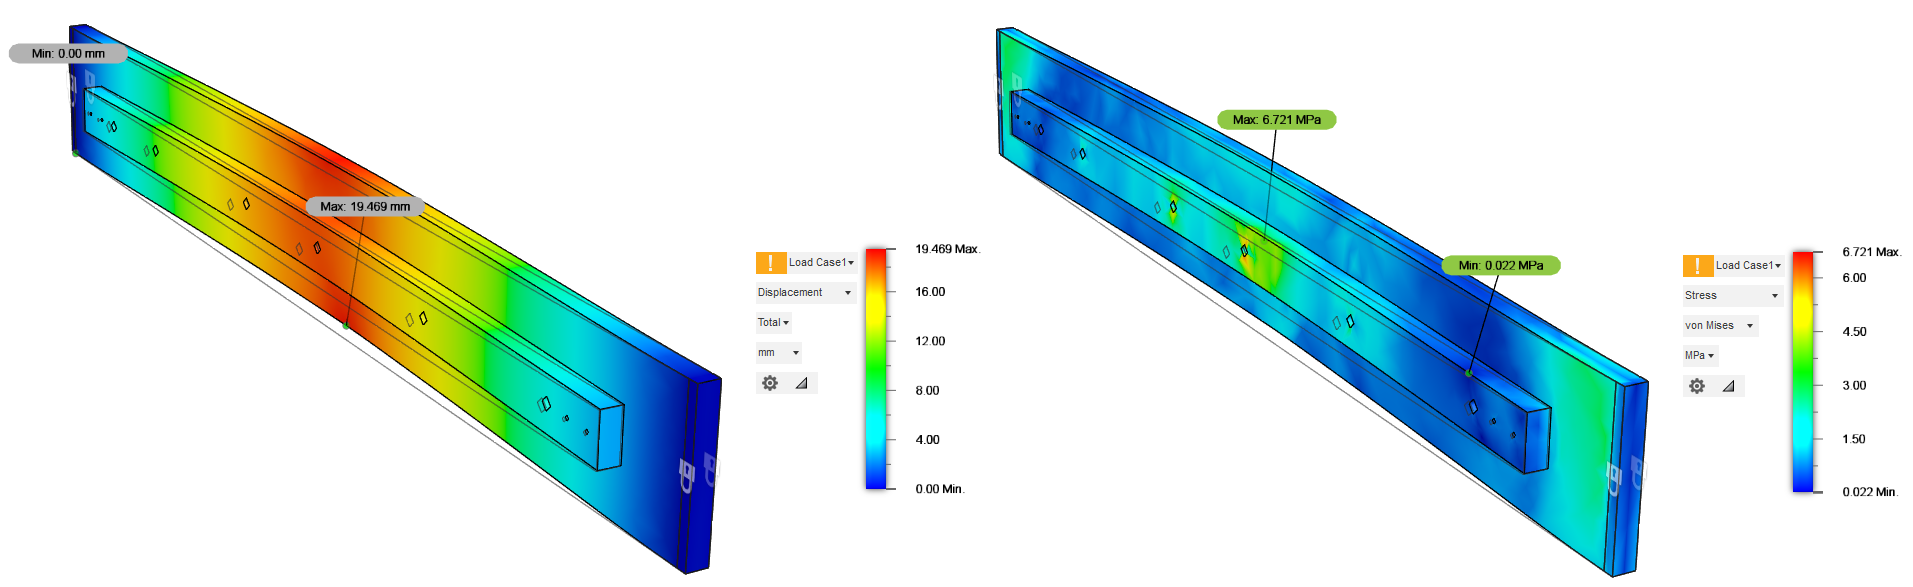 Min: 0.00 mm
Max: 19.469 mm
Load Case1
Displacement
Total
mm
19.469 Max.
16.00
12.00
8.00
4.00
0.00 Min.
Max: 6.721 MPa
Min: 0.022 MPa
Load Case1
Stress
von Mises
MPa
6.721 Max.
6.00
4.50
3.00
1.50
0.022 Min.